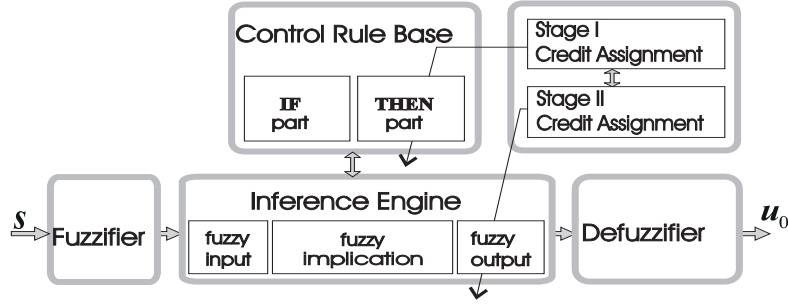 Control Rule Base
IF
part
THEN
part
Stage I
Credit Assignment
Stage II
Credit Assignment
s
Fuzzifier
Inference Engine
fuzzy
input
fuzzy
implication
fuzzy
output
Defuzzifier
u₀